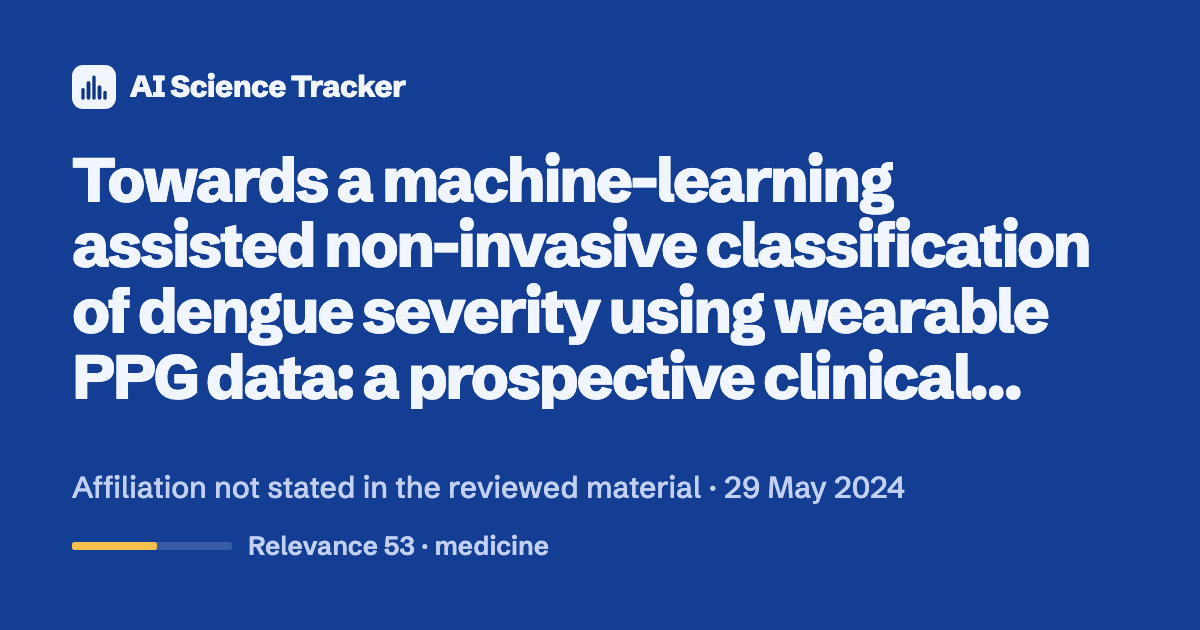 AI Science Tracker
Towards a machine-learning
assisted non-invasive classification
of dengue severity using wearable
PPG data: a prospective clinical...
Affiliation not stated in the reviewed material · 29 May 2024
Relevance 53 · medicine